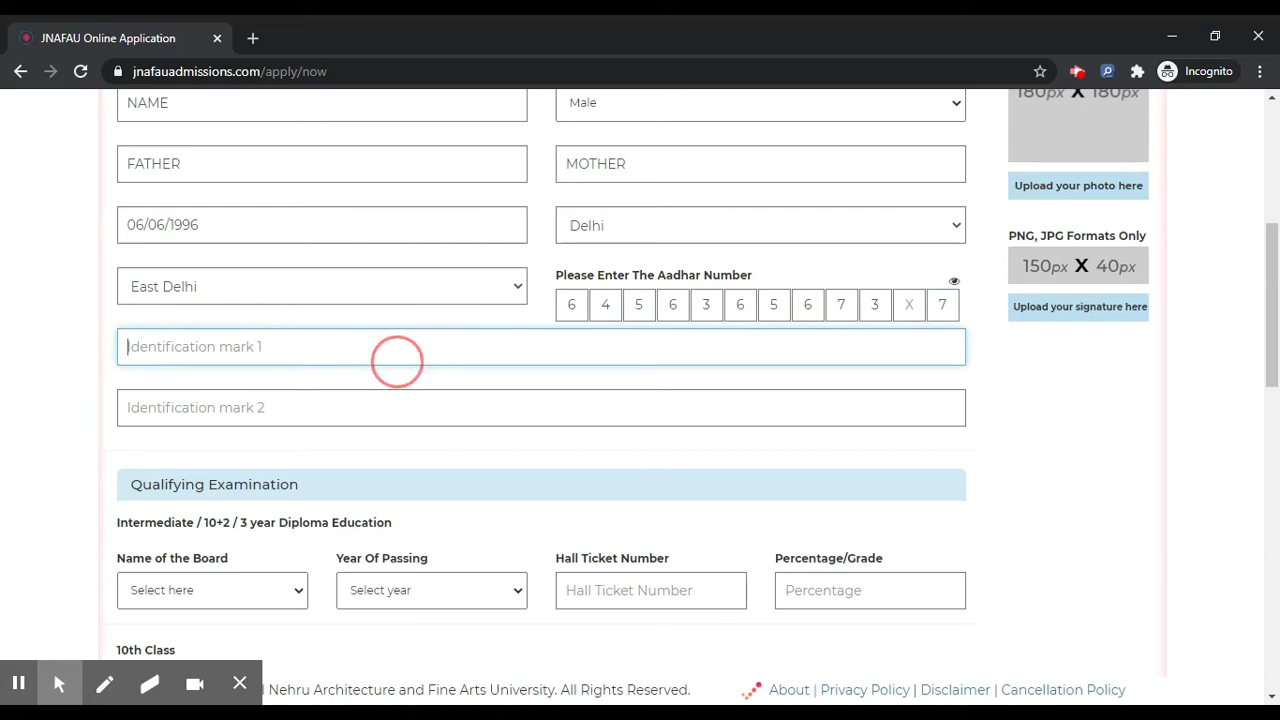 JNAFAU Online Application
jnafauadmissions.com/apply/now
Incognito
NAME
Male
180px X 180px
FATHER
MOTHER
Upload your photo here
06/06/1996
Delhi
PNG, JPG Formats Only
150px X 40px
East Delhi
Please Enter The Aadhar Number
6 4 5 6 3 6 5 6 7 3 X 7
Upload your signature here
Identification mark 1
Identification mark 2
Qualifying Examination
Intermediate / 10+2 / 3 year Diploma Education
Name of the Board
Year Of Passing
Hall Ticket Number
Percentage/Grade
Select here
Select year
Hall Ticket Number
Percentage
10th Class
Nehru Architecture and Fine Arts University. All Rights Reserved.
About | Privacy Policy | Disclaimer | Cancellation Policy